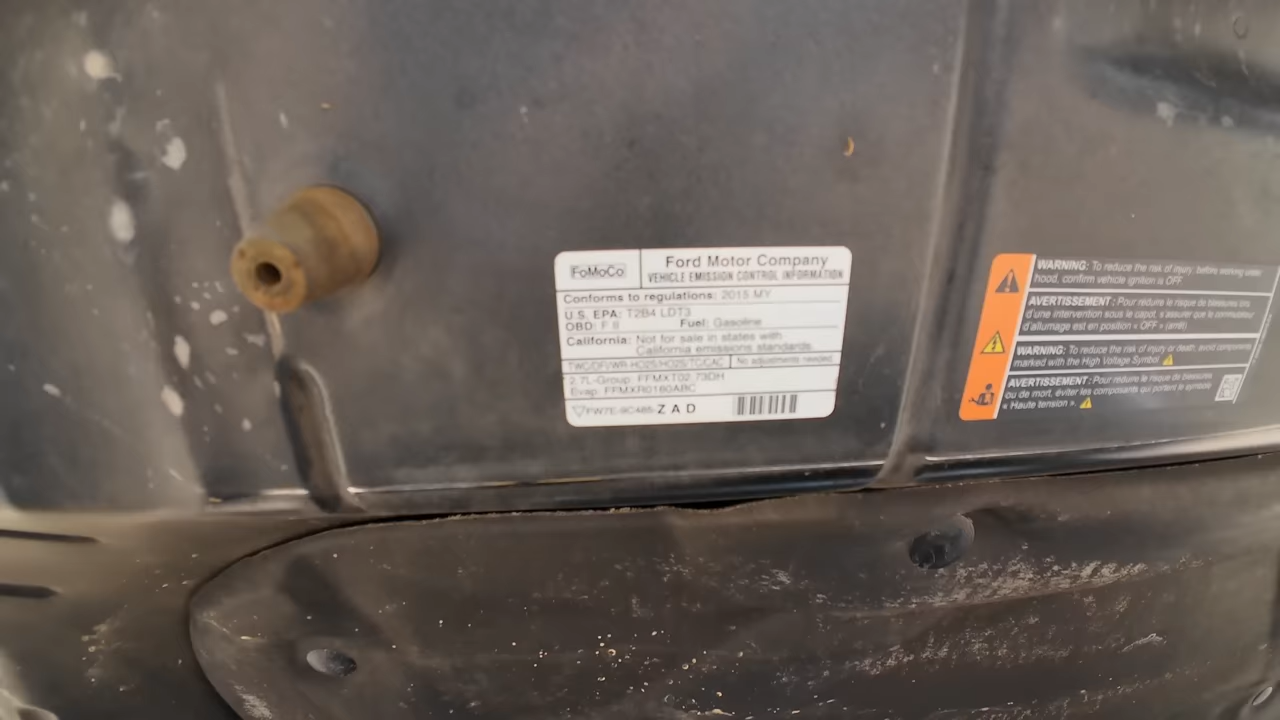 FoMoCo
Ford Motor Company
VEHICLE EMISSION CONTROL INFORMATION
Conforms to regulations: 2015 MY
U.S. EPA: T2B4 LDT3
OBD: F II Fuel: Gasoline
California: Not for sale in states with
California emissions standards.
TWC/DFI/WR-HO2S/HO2S/TC/CAC No adjustments needed.
2.7L-Group: FFMXT02.73DH
Evap: FFMXR0160ABC
FW7E-9C485- Z A D
WARNING: To reduce the risk of injury, before working under
hood, confirm vehicle ignition is OFF
AVERTISSEMENT : Pour réduire le risque de blessures lors
d'une intervention sous le capot, s'assurer que le commutateur
d'allumage est en position « OFF » (arrêt)
WARNING: To reduce the risk of injury or death, avoid components
marked with the High Voltage Symbol
AVERTISSEMENT : Pour réduire le risque de blessures
ou de mort, éviter les composants qui portent le symbole
« Haute tension ».